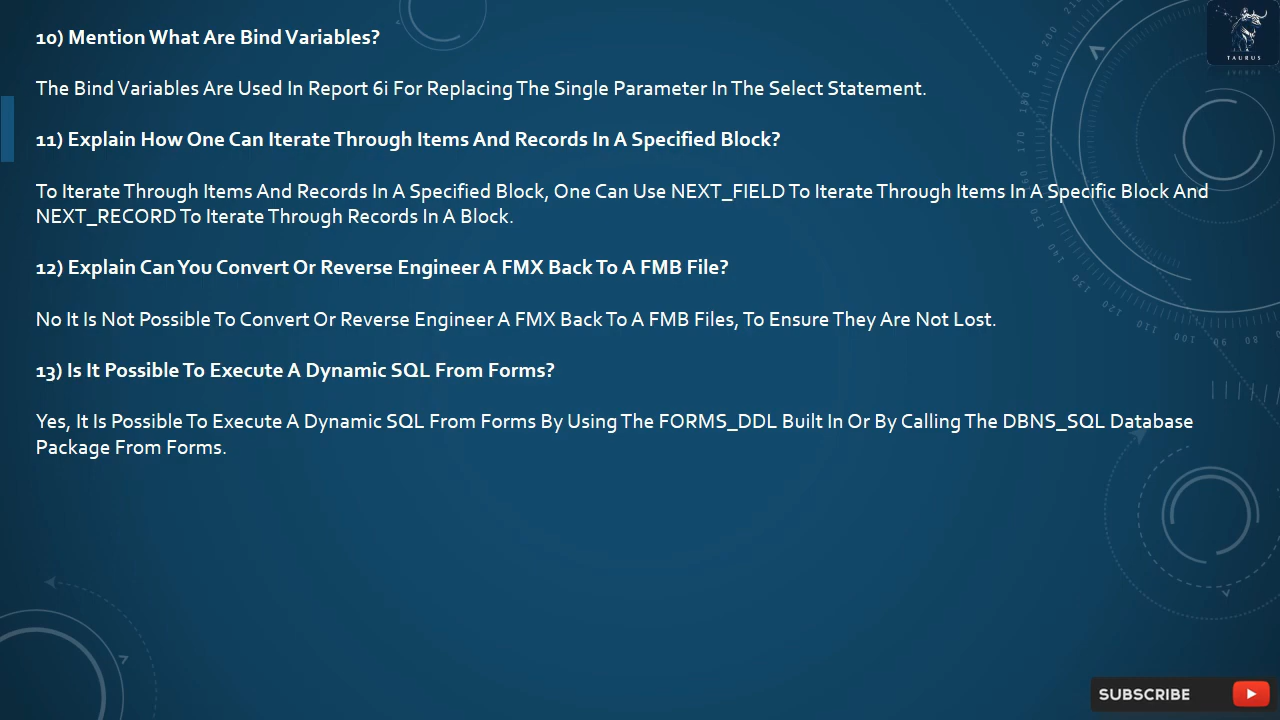 10) Mention What Are Bind Variables?
The Bind Variables Are Used In Report 6i For Replacing The Single Parameter In The Select Statement.
11) Explain How One Can Iterate Through Items And Records In A Specified Block?
To Iterate Through Items And Records In A Specified Block, One Can Use NEXT_FIELD To Iterate Through Items In A Specific Block And
NEXT_RECORD To Iterate Through Records In A Block.
12) Explain Can You Convert Or Reverse Engineer A FMX Back To A FMB File?
No It Is Not Possible To Convert Or Reverse Engineer A FMX Back To A FMB Files, To Ensure They Are Not Lost.
13) Is It Possible To Execute A Dynamic SQL From Forms?
Yes, It Is Possible To Execute A Dynamic SQL From Forms By Using The FORMS_DDL Built In Or By Calling The DBNS_SQL Database
Package From Forms.
TAURUS
SUBSCRIBE